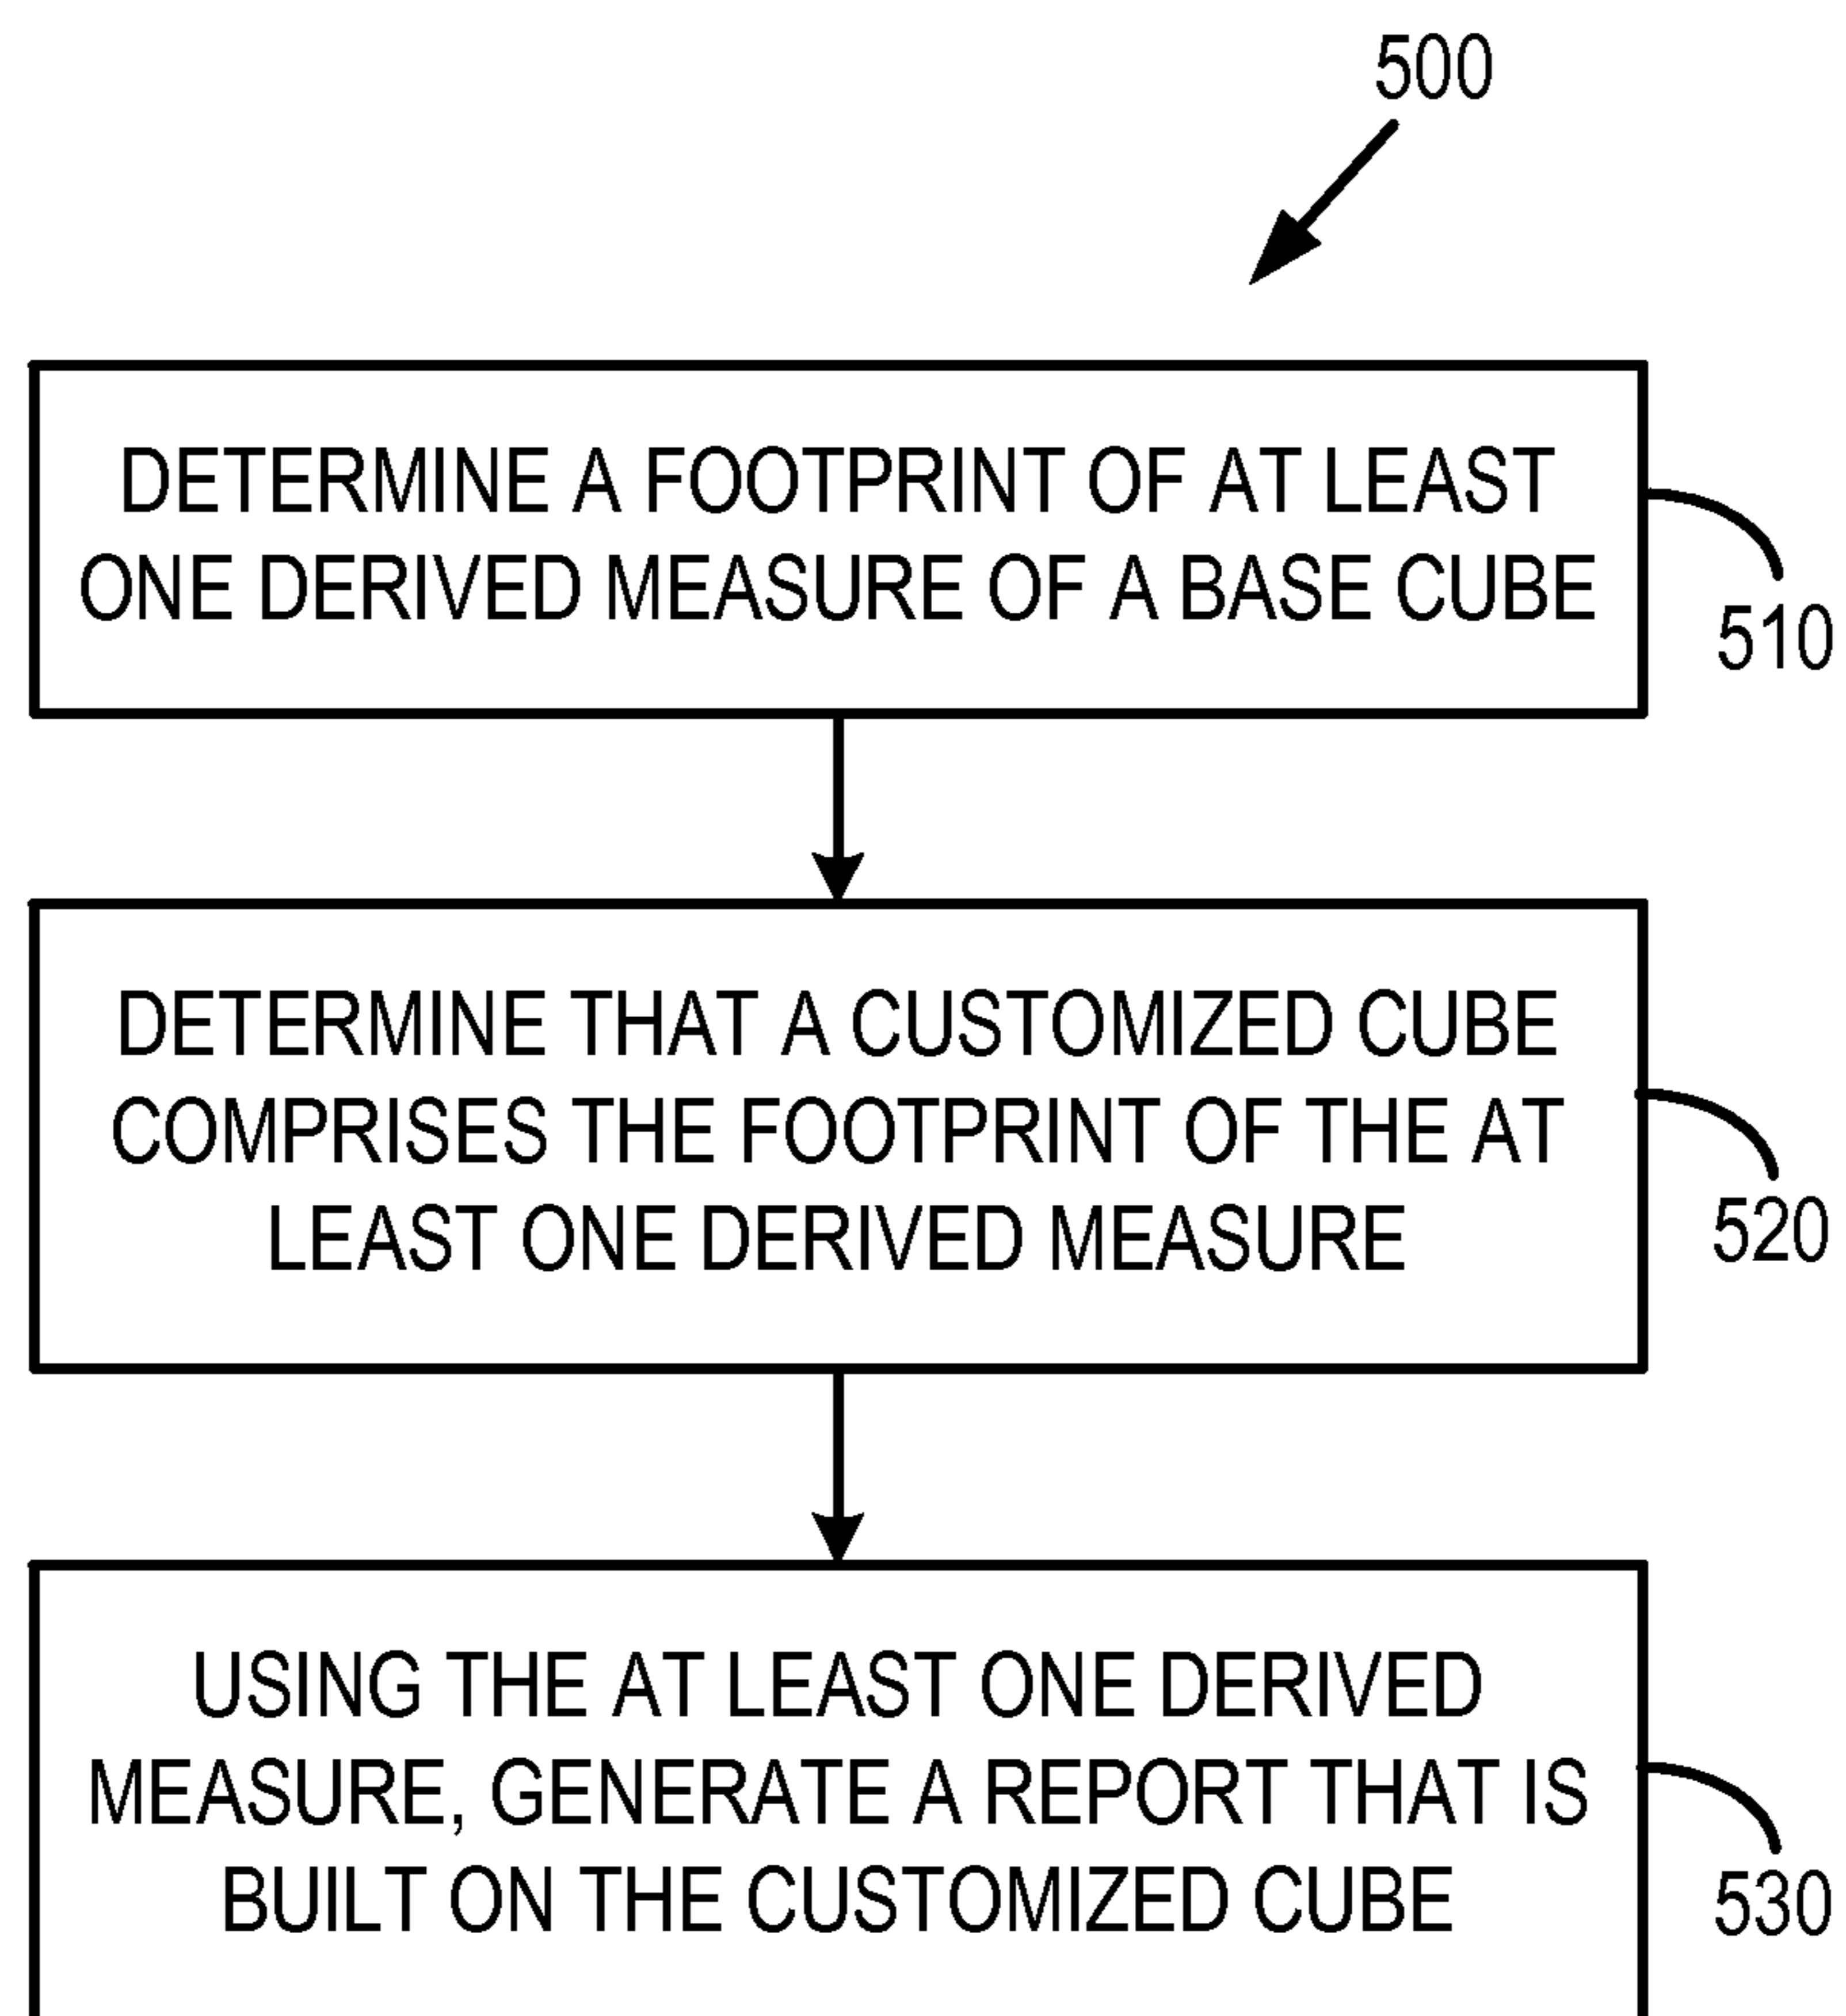 500
DETERMINE A FOOTPRINT OF AT LEAST
ONE DERIVED MEASURE OF A BASE CUBE
510
DETERMINE THAT A CUSTOMIZED CUBE
COMPRISES THE FOOTPRINT OF THE AT
LEAST ONE DERIVED MEASURE
520
USING THE AT LEAST ONE DERIVED
MEASURE, GENERATE A REPORT THAT IS
BUILT ON THE CUSTOMIZED CUBE
530